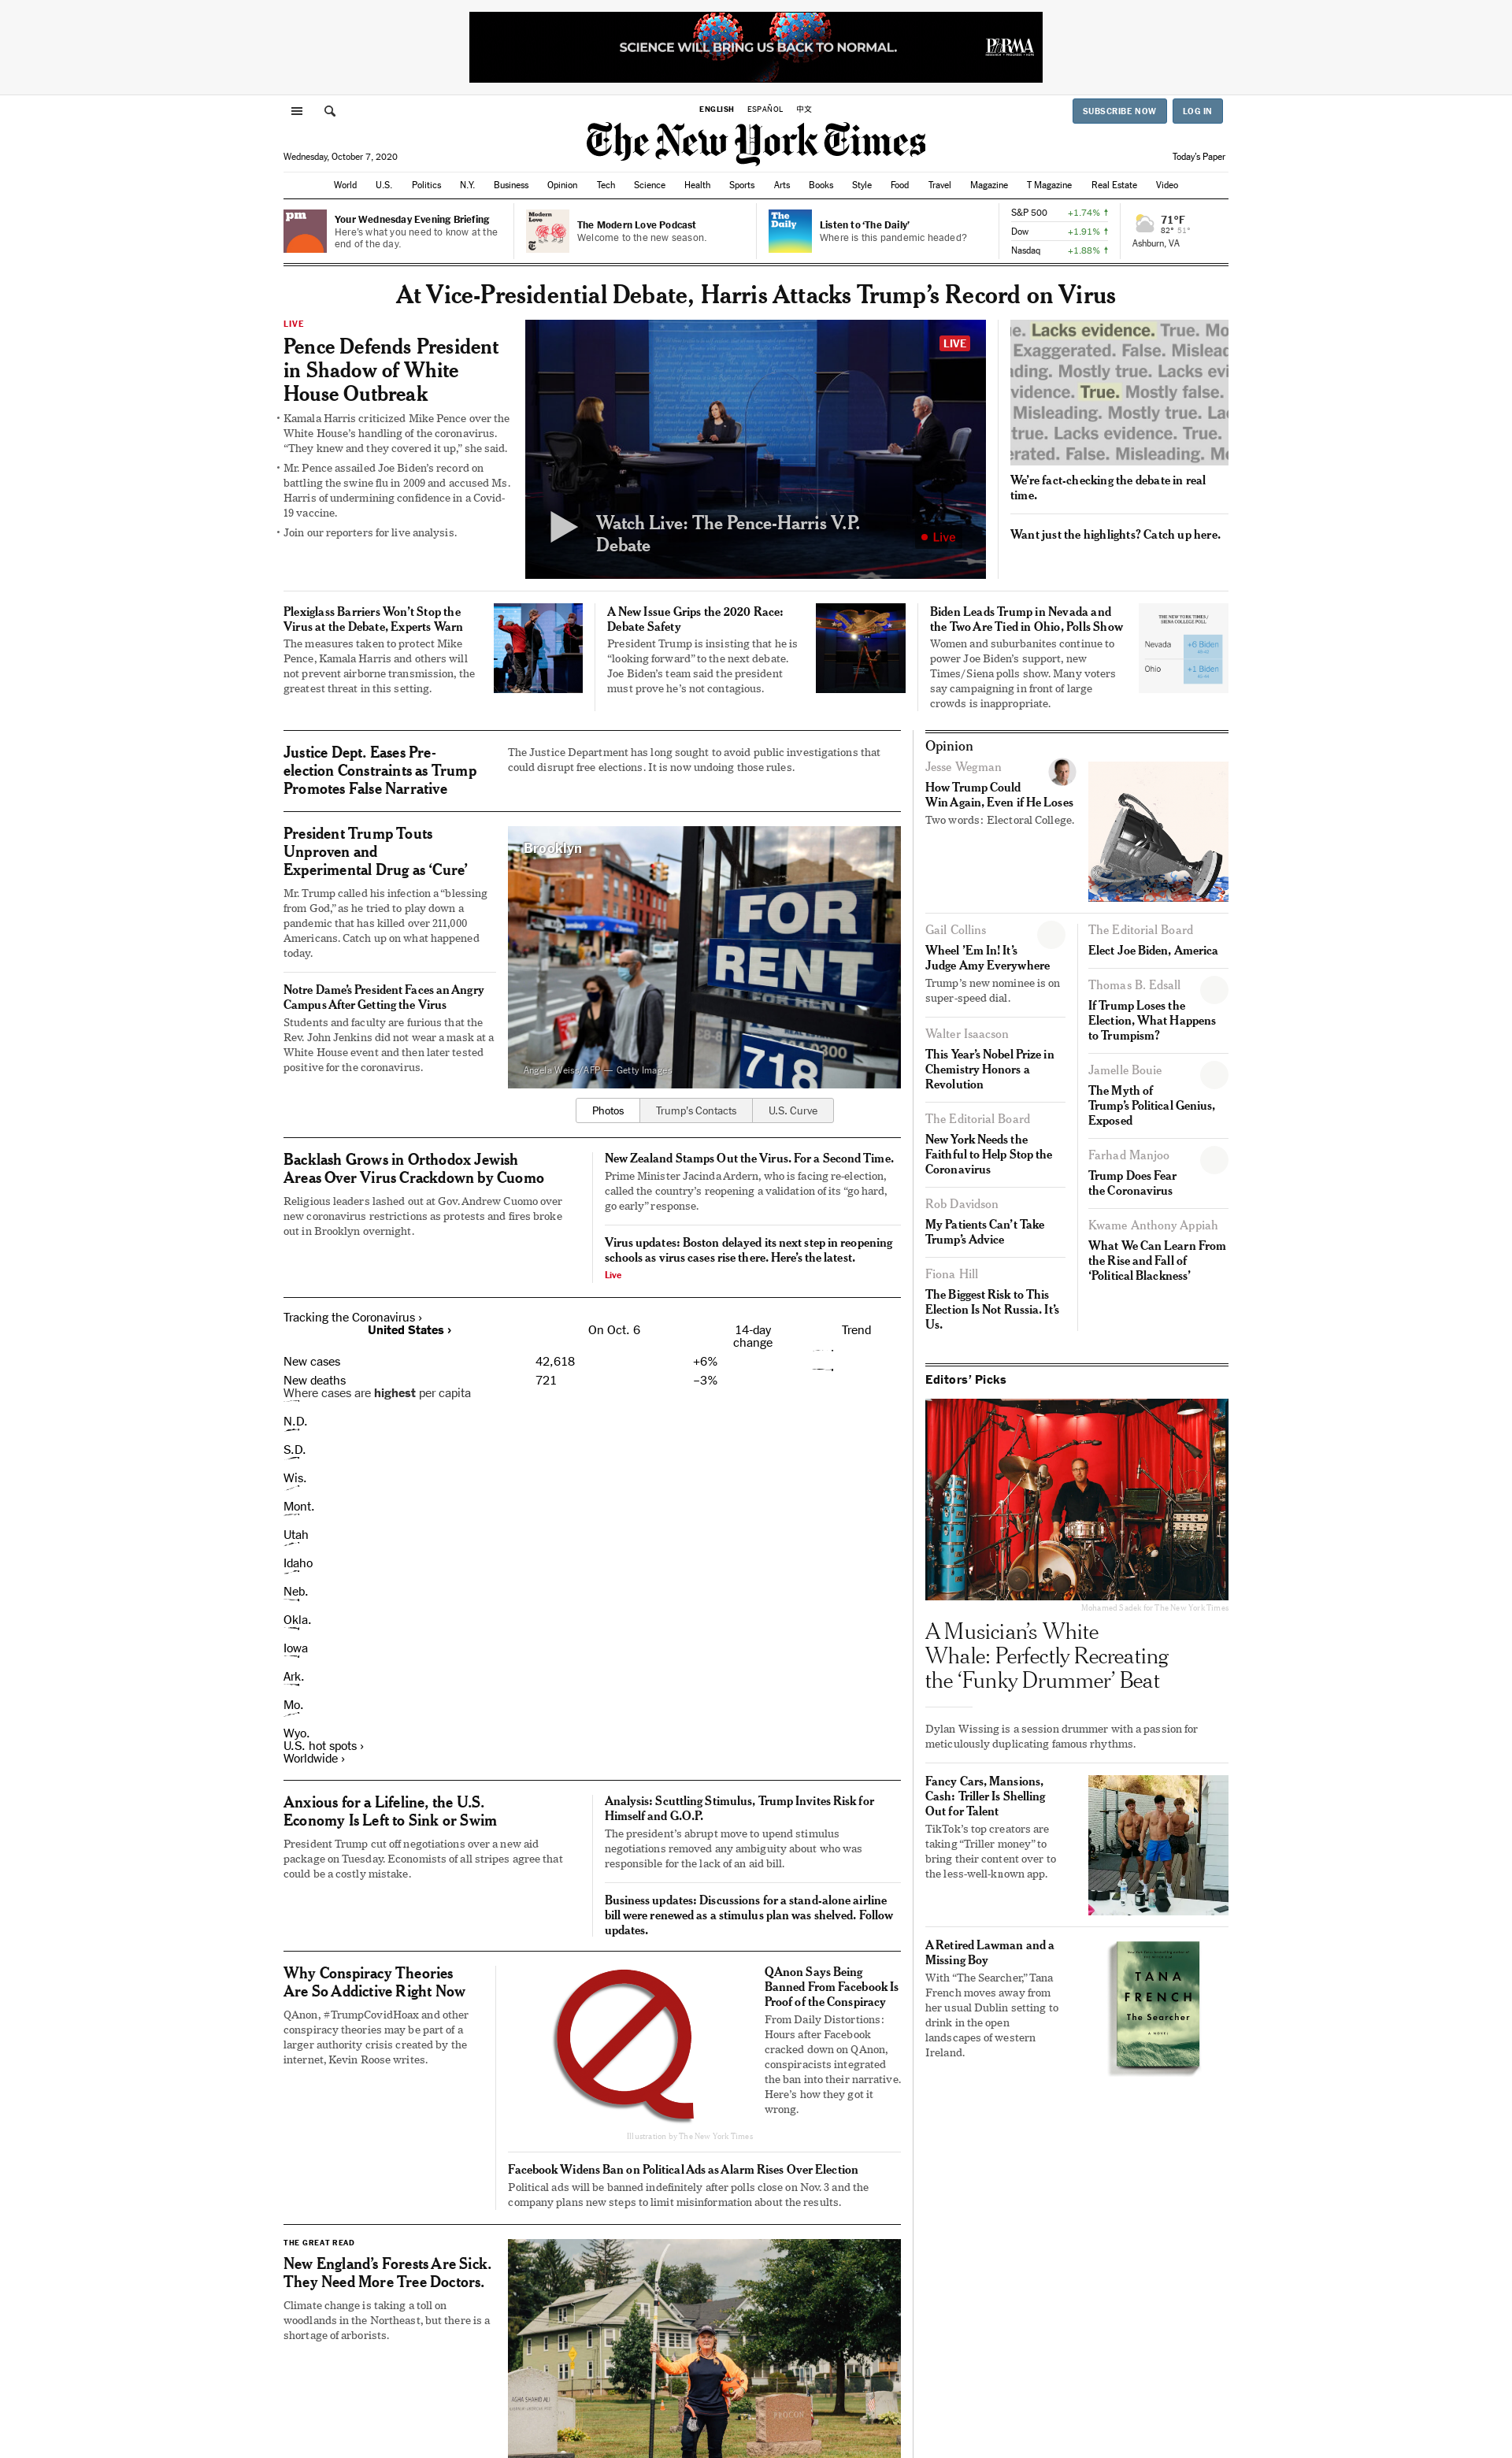 SCIENCE WILL BRING US BACK TO NORMAL.
PhRMA
ENGLISH
ESPAÑOL
中文
SUBSCRIBE NOW
LOG IN
The New York Times
Wednesday, October 7, 2020
Today's Paper
World
U.S.
Politics
N.Y.
Business
Opinion
Tech
Science
Health
Sports
Arts
Books
Style
Food
Travel
Magazine
T Magazine
Real Estate
Video
pm
Your Wednesday Evening Briefing
Here's what you need to know at the
end of the day.
Modern
Love
The Modern Love Podcast
Welcome to the new season.
The
Daily
Listen to 'The Daily'
Where is this pandemic headed?
S&P 500 +1.74% ↑
Dow +1.91% ↑
Nasdaq +1.88% ↑
71°F
82° 51°
Ashburn, VA
At Vice-Presidential Debate, Harris Attacks Trump's Record on Virus
LIVE
Pence Defends President
in Shadow of White
House Outbreak
• Kamala Harris criticized Mike Pence over the
White House's handling of the coronavirus.
“They knew and they covered it up,” she said.
• Mr. Pence assailed Joe Biden's record on
battling the swine flu in 2009 and accused Ms.
Harris of undermining confidence in a Covid-
19 vaccine.
• Join our reporters for live analysis.
LIVE
Watch Live: The Pence-Harris V.P.
Debate
Live
Lacks evidence. True.
Exaggerated. False.
Mostly true. Lacks
True. Mostly false.
Misleading. Mostly true.
true. Lacks evidence. True.
False. Misleading.
We're fact-checking the debate in real
time.
Want just the highlights? Catch up here.
Plexiglass Barriers Won't Stop the
Virus at the Debate, Experts Warn
The measures taken to protect Mike
Pence, Kamala Harris and others will
not prevent airborne transmission, the
greatest threat in this setting.
A New Issue Grips the 2020 Race:
Debate Safety
President Trump is insisting that he is
“looking forward” to the next debate.
Joe Biden's team said the president
must prove he's not contagious.
Biden Leads Trump in Nevada and
the Two Are Tied in Ohio, Polls Show
Women and suburbanites continue to
power Joe Biden's support, new
Times/Siena polls show. Many voters
say campaigning in front of large
crowds is inappropriate.
THE NEW YORK TIMES/
SIENA COLLEGE POLL
Nevada +6 Biden
Ohio +1 Biden
Justice Dept. Eases Pre-
election Constraints as Trump
Promotes False Narrative
The Justice Department has long sought to avoid public investigations that
could disrupt free elections. It is now undoing those rules.
President Trump Touts
Unproven and
Experimental Drug as ‘Cure’
Mr. Trump called his infection a “blessing
from God,” as he tried to play down a
pandemic that has killed over 211,000
Americans. Catch up on what happened
today.
Notre Dame's President Faces an Angry
Campus After Getting the Virus
Students and faculty are furious that the
Rev. John Jenkins did not wear a mask at a
White House event and then later tested
positive for the coronavirus.
Brooklyn
FOR
RENT
FOR RENT
718
Angela Weiss/AFP — Getty Images
Photos
Trump's Contacts
U.S. Curve
Backlash Grows in Orthodox Jewish
Areas Over Virus Crackdown by Cuomo
Religious leaders lashed out at Gov. Andrew Cuomo over
new coronavirus restrictions as protests and fires broke
out in Brooklyn overnight.
New Zealand Stamps Out the Virus. For a Second Time.
Prime Minister Jacinda Ardern, who is facing re-election,
called the country's reopening a validation of its “go hard,
go early” response.
Virus updates: Boston delayed its next step in reopening
schools as virus cases rise there. Here's the latest.
Live
Tracking the Coronavirus ›
United States › On Oct. 6 14-day
change Trend
New cases 42,618 +6%
New deaths 721 –3%
Where cases are highest per capita
N.D.
S.D.
Wis.
Mont.
Utah
Idaho
Neb.
Okla.
Iowa
Ark.
Mo.
Wyo.
U.S. hot spots ›
Worldwide ›
Anxious for a Lifeline, the U.S.
Economy Is Left to Sink or Swim
President Trump cut off negotiations over a new aid
package on Tuesday. Economists of all stripes agree that
could be a costly mistake.
Analysis: Scuttling Stimulus, Trump Invites Risk for
Himself and G.O.P.
The president's abrupt move to upend stimulus
negotiations removed any ambiguity about who was
responsible for the lack of an aid bill.
Business updates: Discussions for a stand-alone airline
bill were renewed as a stimulus plan was shelved. Follow
updates.
Why Conspiracy Theories
Are So Addictive Right Now
QAnon, #TrumpCovidHoax and other
conspiracy theories may be part of a
larger authority crisis created by the
internet, Kevin Roose writes.
Illustration by The New York Times
QAnon Says Being
Banned From Facebook Is
Proof of the Conspiracy
From Daily Distortions:
Hours after Facebook
cracked down on QAnon,
conspiracists integrated
the ban into their narrative.
Here's how they got it
wrong.
Facebook Widens Ban on Political Ads as Alarm Rises Over Election
Political ads will be banned indefinitely after polls close on Nov. 3 and the
company plans new steps to limit misinformation about the results.
THE GREAT READ
New England's Forests Are Sick.
They Need More Tree Doctors.
Climate change is taking a toll on
woodlands in the Northeast, but there is a
shortage of arborists.
AGHA SHAHID ALI
PROCON
Opinion
Jesse Wegman
How Trump Could
Win Again, Even if He Loses
Two words: Electoral College.
Gail Collins
Wheel 'Em In! It's
Judge Amy Everywhere
Trump's new nominee is on
super-speed dial.
Walter Isaacson
This Year's Nobel Prize in
Chemistry Honors a
Revolution
The Editorial Board
New York Needs the
Faithful to Help Stop the
Coronavirus
Rob Davidson
My Patients Can't Take
Trump's Advice
Fiona Hill
The Biggest Risk to This
Election Is Not Russia. It's
Us.
The Editorial Board
Elect Joe Biden, America
Thomas B. Edsall
If Trump Loses the
Election, What Happens
to Trumpism?
Jamelle Bouie
The Myth of
Trump's Political Genius,
Exposed
Farhad Manjoo
Trump Does Fear
the Coronavirus
Kwame Anthony Appiah
What We Can Learn From
the Rise and Fall of
‘Political Blackness’
Editors' Picks
Mohamed Sadek for The New York Times
A Musician's White
Whale: Perfectly Recreating
the ‘Funky Drummer’ Beat
Dylan Wissing is a session drummer with a passion for
meticulously duplicating famous rhythms.
Fancy Cars, Mansions,
Cash: Triller Is Shelling
Out for Talent
TikTok's top creators are
taking “Triller money” to
bring their content over to
the less-well-known app.
A Retired Lawman and a
Missing Boy
With “The Searcher,” Tana
French moves away from
her usual Dublin setting to
drink in the open
landscapes of western
Ireland.
TANA
FRENCH
The Searcher
A NOVEL